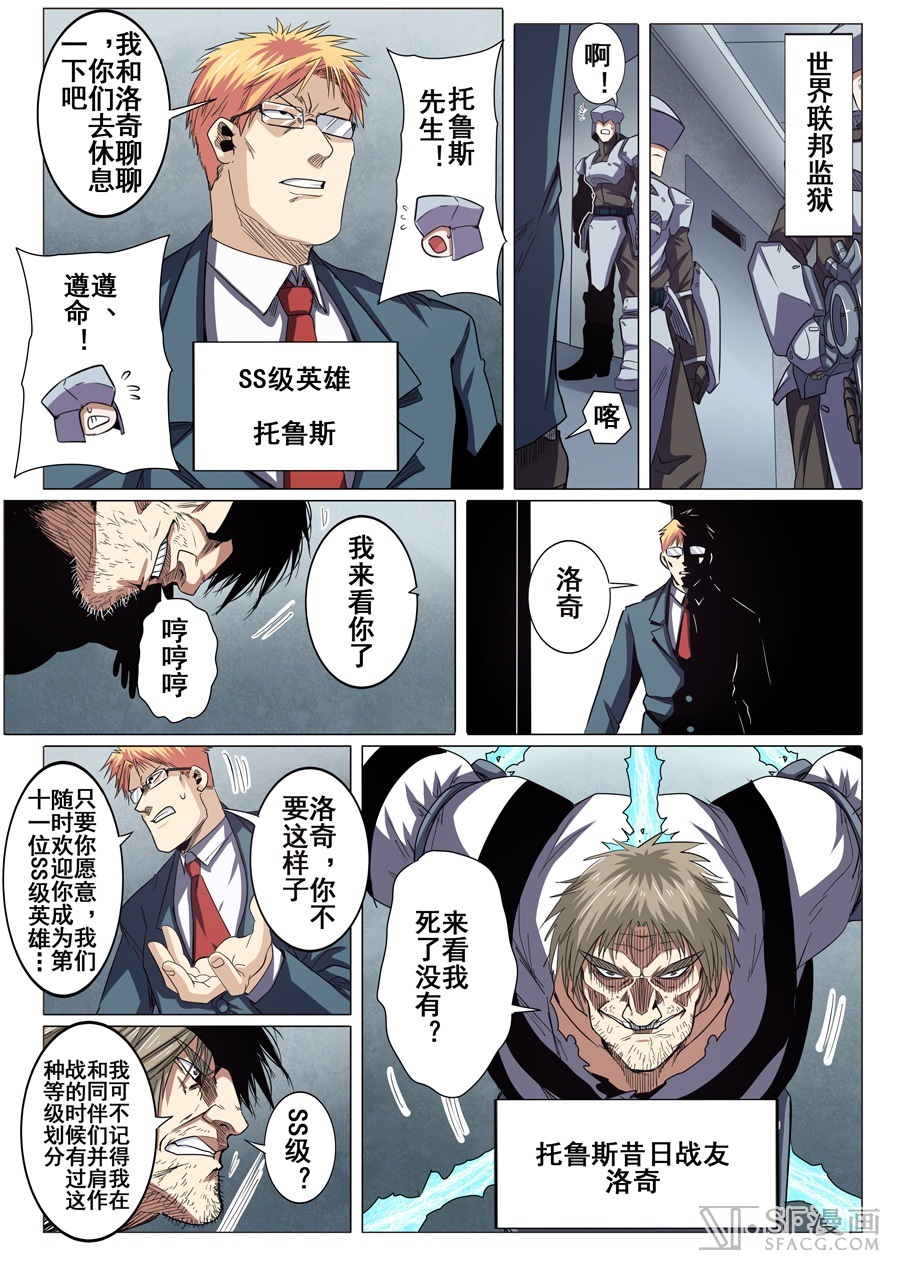 世界联邦监狱
啊！
喀
托鲁斯
先生！
我和洛奇聊聊
，你们去休息
一下吧
遵、
遵命！
SS级英雄
托鲁斯
洛奇
我来看你了
哼哼哼
来看我
死了没有？
托鲁斯昔日战友
洛奇
洛奇，你不
要这样子
只要你愿意，我们
随时欢迎你成为第
十一位SS级英雄…
SS级？
我可不记得我在
和同伴们并肩作
战的时候有过这
种等级划分
SF漫画
SFACG.COM